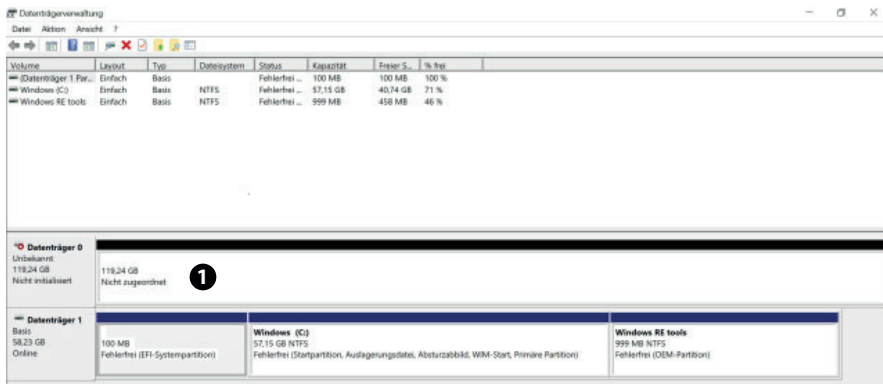 Datenträgerverwaltung
Datei Aktion Ansicht ?
Volume Layout Typ Dateisystem Status Kapazität Freier S... % frei
(Datenträger 1 Par... Einfach Basis Fehlerfrei ... 100 MB 100 MB 100 %
Windows (C:) Einfach Basis NTFS Fehlerfrei ... 57,15 GB 40,74 GB 71 %
Windows RE tools Einfach Basis NTFS Fehlerfrei ... 999 MB 458 MB 46 %
Datenträger 0
Unbekannt
119,24 GB
Nicht initialisiert
119,24 GB
Nicht zugeordnet
1
Datenträger 1
Basis
58,23 GB
Online
100 MB
Fehlerfrei (EFI-Systempartition)
Windows (C:)
57,15 GB NTFS
Fehlerfrei (Startpartition, Auslagerungsdatei, Absturzabbild, WIM-Start, Primäre Partition)
Windows RE tools
999 MB NTFS
Fehlerfrei (OEM-Partition)